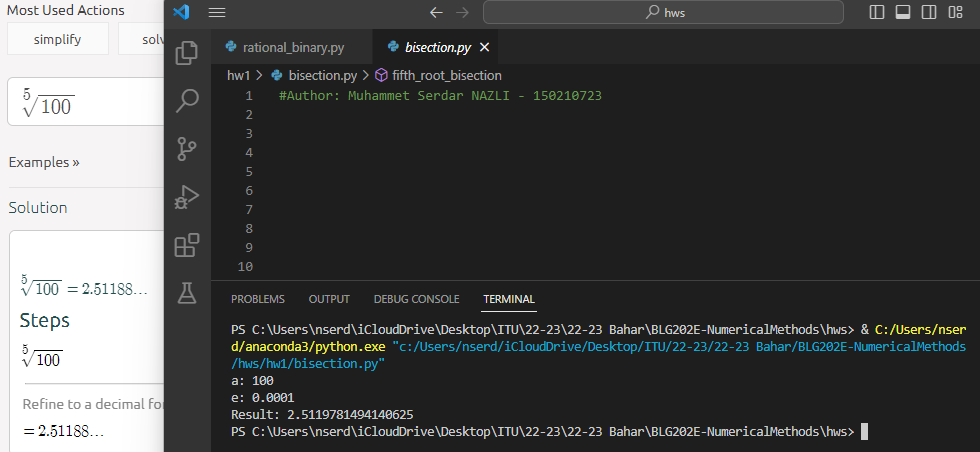 Most Used Actions
simplify
solv
5√100
Examples »
Solution
5√100 = 2.51188...
Steps
5√100
Refine to a decimal for
= 2.51188...
hws
rational_binary.py
bisection.py
hw1 > bisection.py > fifth_root_bisection
1 #Author: Muhammet Serdar NAZLI - 150210723
2
3
4
5
6
7
8
9
10
PROBLEMS OUTPUT DEBUG CONSOLE TERMINAL
PS C:\Users\nserd\iCloudDrive\Desktop\ITU\22-23\22-23 Bahar\BLG202E-NumericalMethods\hws> & C:/Users/nser
d/anaconda3/python.exe "c:/Users/nserd/iCloudDrive/Desktop/ITU/22-23/22-23 Bahar/BLG202E-NumericalMethods
/hws/hw1/bisection.py"
a: 100
e: 0.0001
Result: 2.5119781494140625
PS C:\Users\nserd\iCloudDrive\Desktop\ITU\22-23\22-23 Bahar\BLG202E-NumericalMethods\hws>